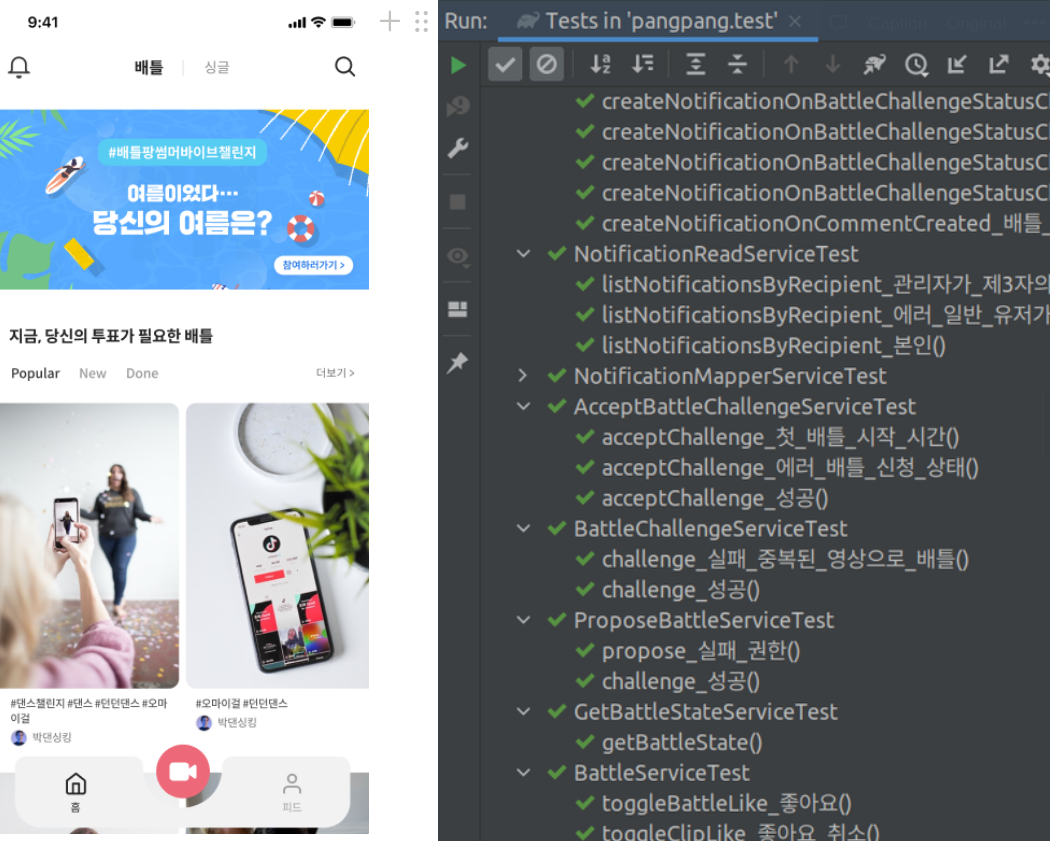 9:41
배틀
싱글
#배틀팡썸머바이브챌린지
여름이었다…
당신의 여름은?
참여하러가기 >
지금, 당신의 투표가 필요한 배틀
Popular New Done 더보기 >
#댄스챌린지 #댄스 #던던댄스 #오마
이걸
박댄싱킹
#오마이걸 #던던댄스
박댄싱킹
홈
피드
Run: Tests in 'pangpang.test'
createNotificationOnBattleChallengeStatusC
createNotificationOnBattleChallengeStatusC
createNotificationOnBattleChallengeStatusC
createNotificationOnBattleChallengeStatusC
createNotificationOnCommentCreated_배틀_
NotificationReadServiceTest
listNotificationsByRecipient_관리자가_제3자의
listNotificationsByRecipient_에러_일반_유저가
listNotificationsByRecipient_본인()
NotificationMapperServiceTest
AcceptBattleChallengeServiceTest
acceptChallenge_첫_배틀_시작_시간()
acceptChallenge_에러_배틀_신청_상태()
acceptChallenge_성공()
BattleChallengeServiceTest
challenge_실패_중복된_영상으로_배틀()
challenge_성공()
ProposeBattleServiceTest
propose_실패_권한()
challenge_성공()
GetBattleStateServiceTest
getBattleState()
BattleServiceTest
toggleBattleLike_좋아요()
toggleClipLike_좋아요_취소()